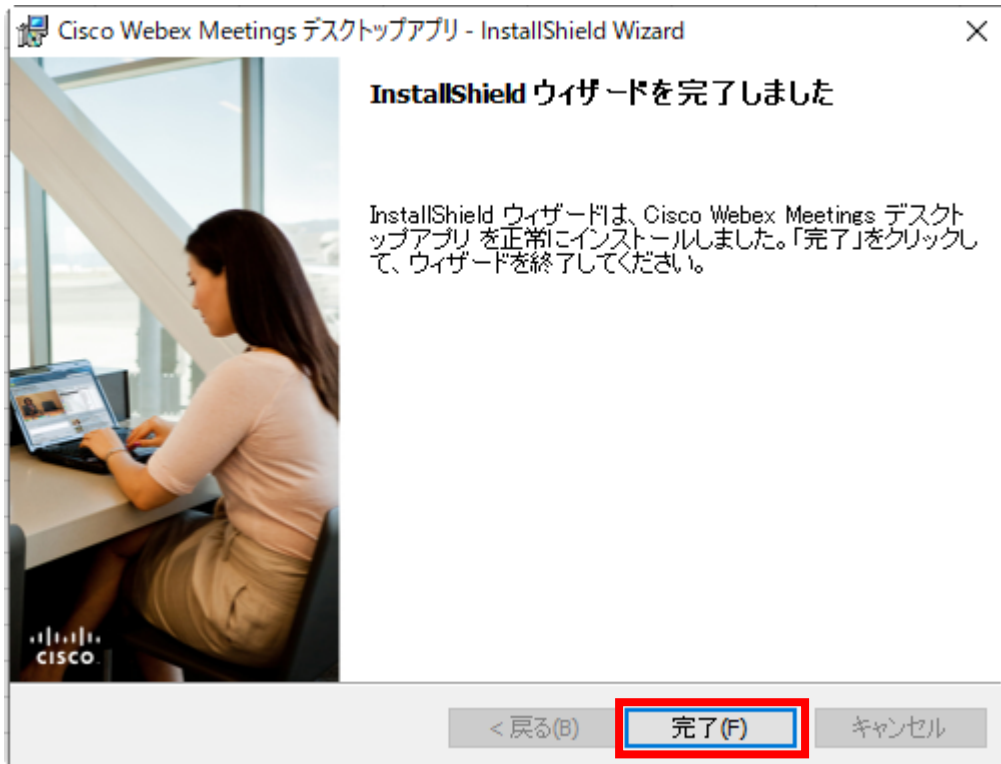 Cisco Webex Meetings デスクトップアプリ - InstallShield Wizard
InstallShield ウィザードを完了しました
InstallShield ウィザードは、Cisco Webex Meetings デスクト
ップアプリ を正常にインストールしました。「完了」をクリックし
て、ウィザードを終了してください。
CISCO
< 戻る(B)
完了(F)
キャンセル